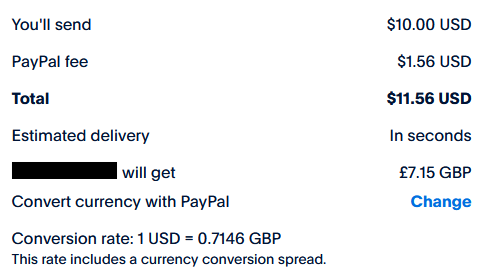 You'll send $10.00 USD
PayPal fee $1.56 USD
Total $11.56 USD
Estimated delivery In seconds
will get £7.15 GBP
Convert currency with PayPal Change
Conversion rate: 1 USD = 0.7146 GBP
This rate includes a currency conversion spread.